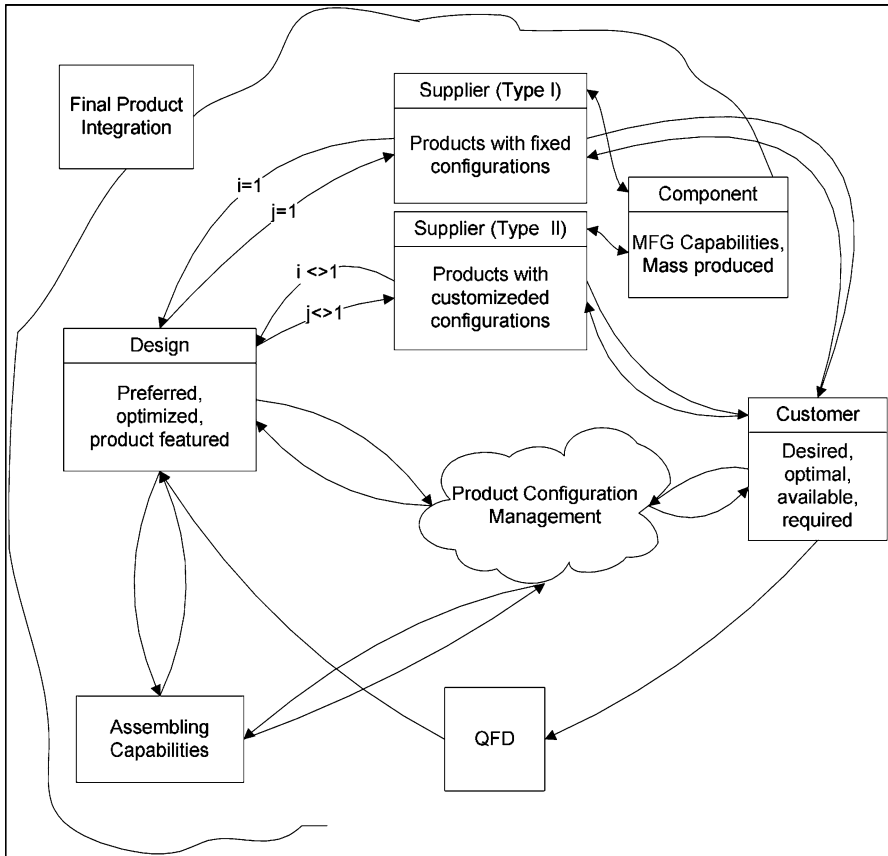 Final Product
Integration
Supplier (Type I)
Products with fixed
configurations
i=1
j=1
Component
MFG Capabilities,
Mass produced
Supplier (Type II)
Products with
customizeded
configurations
i <>1
j<>1
Design
Preferred,
optimized,
product featured
Customer
Desired,
optimal,
available,
required
Product Configuration
Management
Assembling
Capabilities
QFD